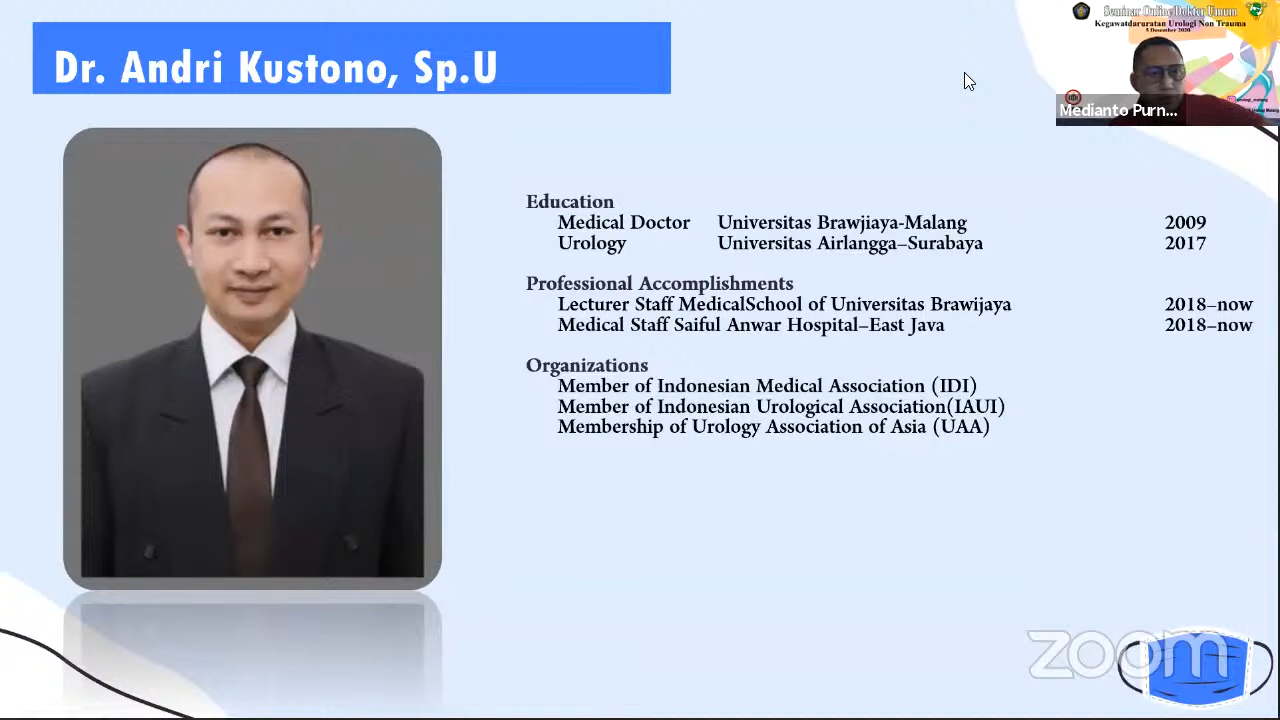 Dr. Andri Kustono, Sp.U
Seminar Online Dokter Umum
Kegawatdaruratan Urologi Non Trauma
5 Desember 2020
Medianto Purn...
Education
Medical Doctor Universitas Brawjiaya-Malang 2009
Urology Universitas Airlangga–Surabaya 2017
Professional Accomplishments
Lecturer Staff MedicalSchool of Universitas Brawijaya 2018–now
Medical Staff Saiful Anwar Hospital–East Java 2018–now
Organizations
Member of Indonesian Medical Association (IDI)
Member of Indonesian Urological Association(IAUI)
Membership of Urology Association of Asia (UAA)
zoom